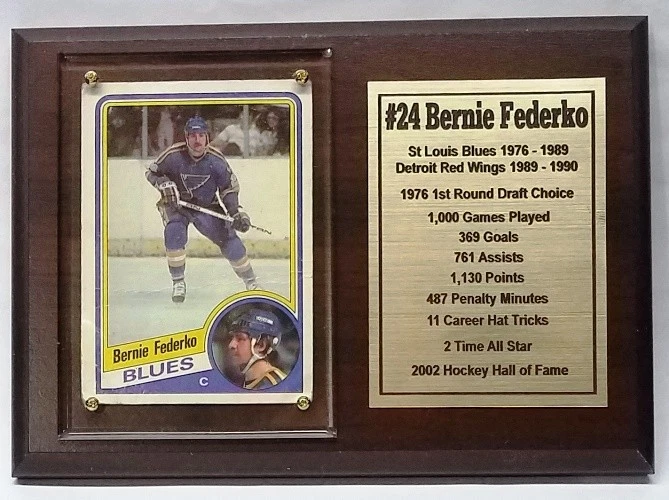 Bernie Federko
BLUES
C
#24 Bernie Federko
St Louis Blues 1976 - 1989
Detroit Red Wings 1989 - 1990
1976 1st Round Draft Choice
1,000 Games Played
369 Goals
761 Assists
1,130 Points
487 Penalty Minutes
11 Career Hat Tricks
2 Time All Star
2002 Hockey Hall of Fame